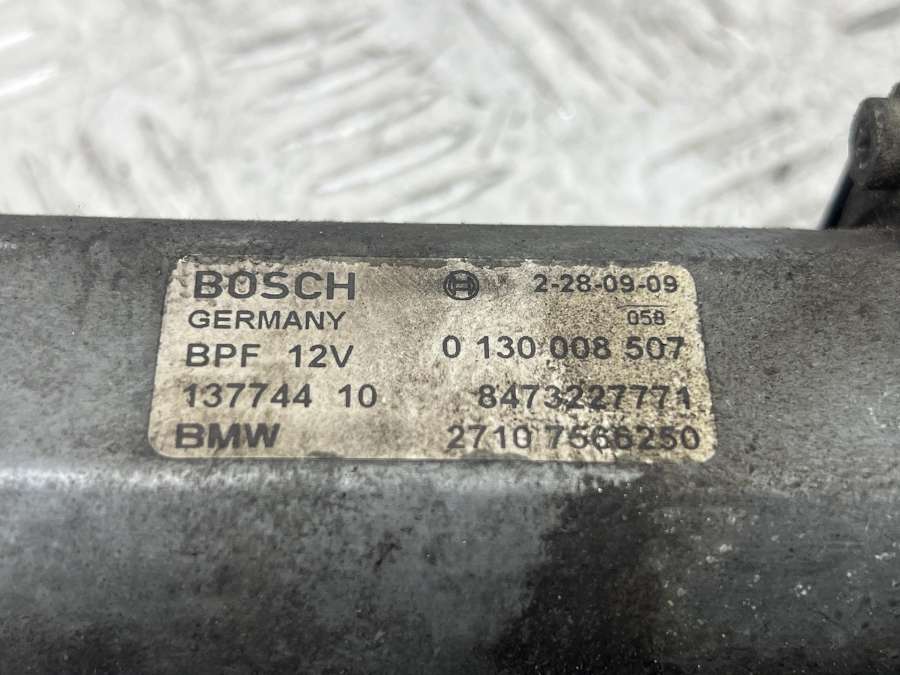 BOSCH 2-28-09-09
GERMANY 058
BPF 12V 0 130 008 507
137744 10 8473227771
BMW 2710 7566250